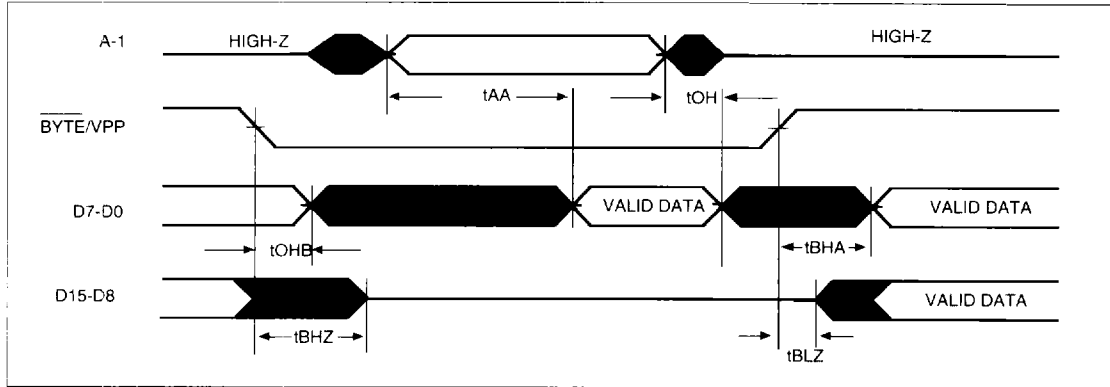 A-1
HIGH-Z
HIGH-Z
tAA
tOH
BYTE/VPP
D7-D0
VALID DATA
VALID DATA
tOHB
tBHA
D15-D8
VALID DATA
tBHZ
tBLZ